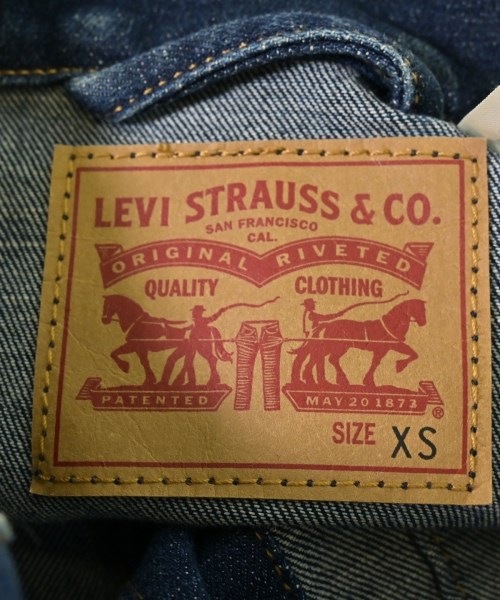 LEVI STRAUSS & CO.
SAN FRANCISCO
CAL.
ORIGINAL RIVETED
QUALITY CLOTHING
PATENTED MAY 20 1873 ®
SIZE XS